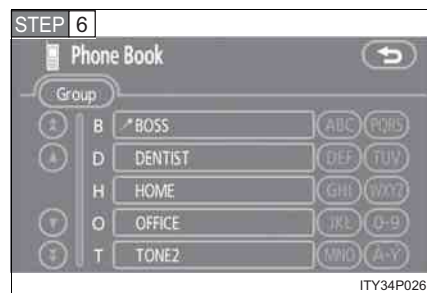 STEP 6
Phone Book
Group
B BOSS ABC PQRS
D DENTIST DEF TUV
H HOME GHI WXYZ
O OFFICE JKL 0-9
T TONE2 MNO À-Ý
ITY34P026